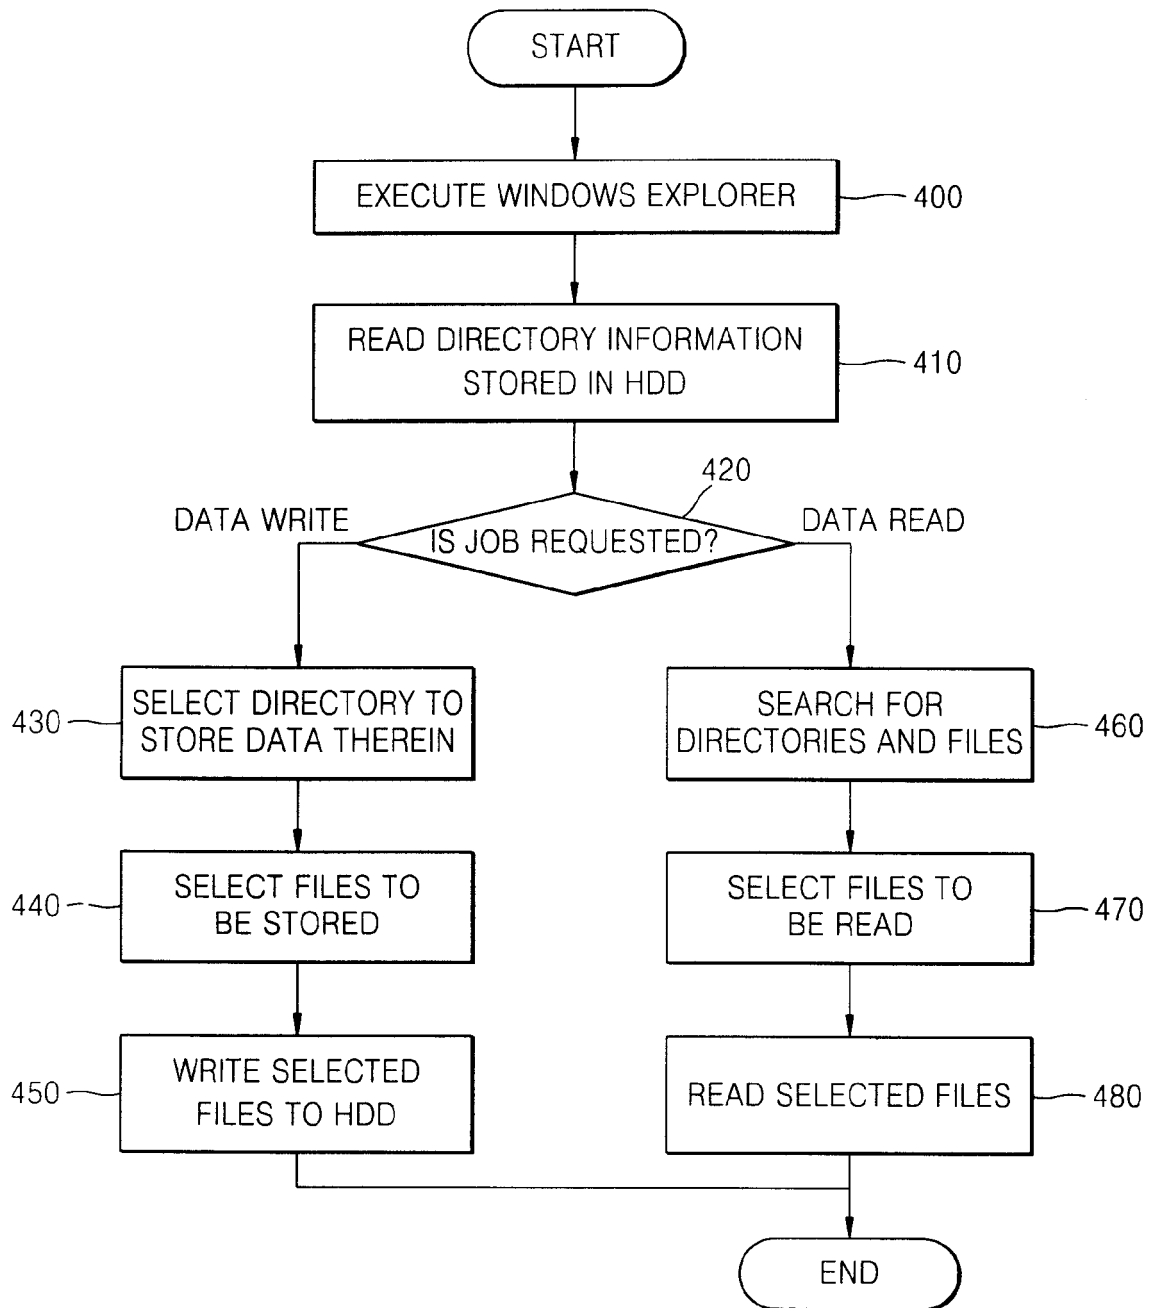 START
EXECUTE WINDOWS EXPLORER
400
READ DIRECTORY INFORMATION
STORED IN HDD
410
420
DATA WRITE
IS JOB REQUESTED?
DATA READ
430
SELECT DIRECTORY TO
STORE DATA THEREIN
SEARCH FOR
DIRECTORIES AND FILES
460
440
SELECT FILES TO
BE STORED
SELECT FILES TO
BE READ
470
450
WRITE SELECTED
FILES TO HDD
READ SELECTED FILES
480
END